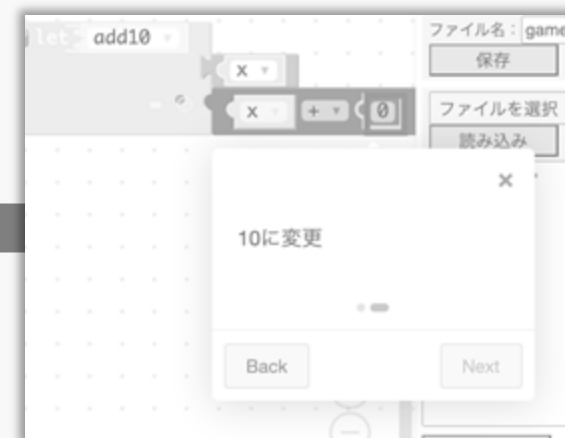 let add10
x
x + 0
ファイル名： game
保存
ファイルを選択
読み込み
×
10に変更
Back Next